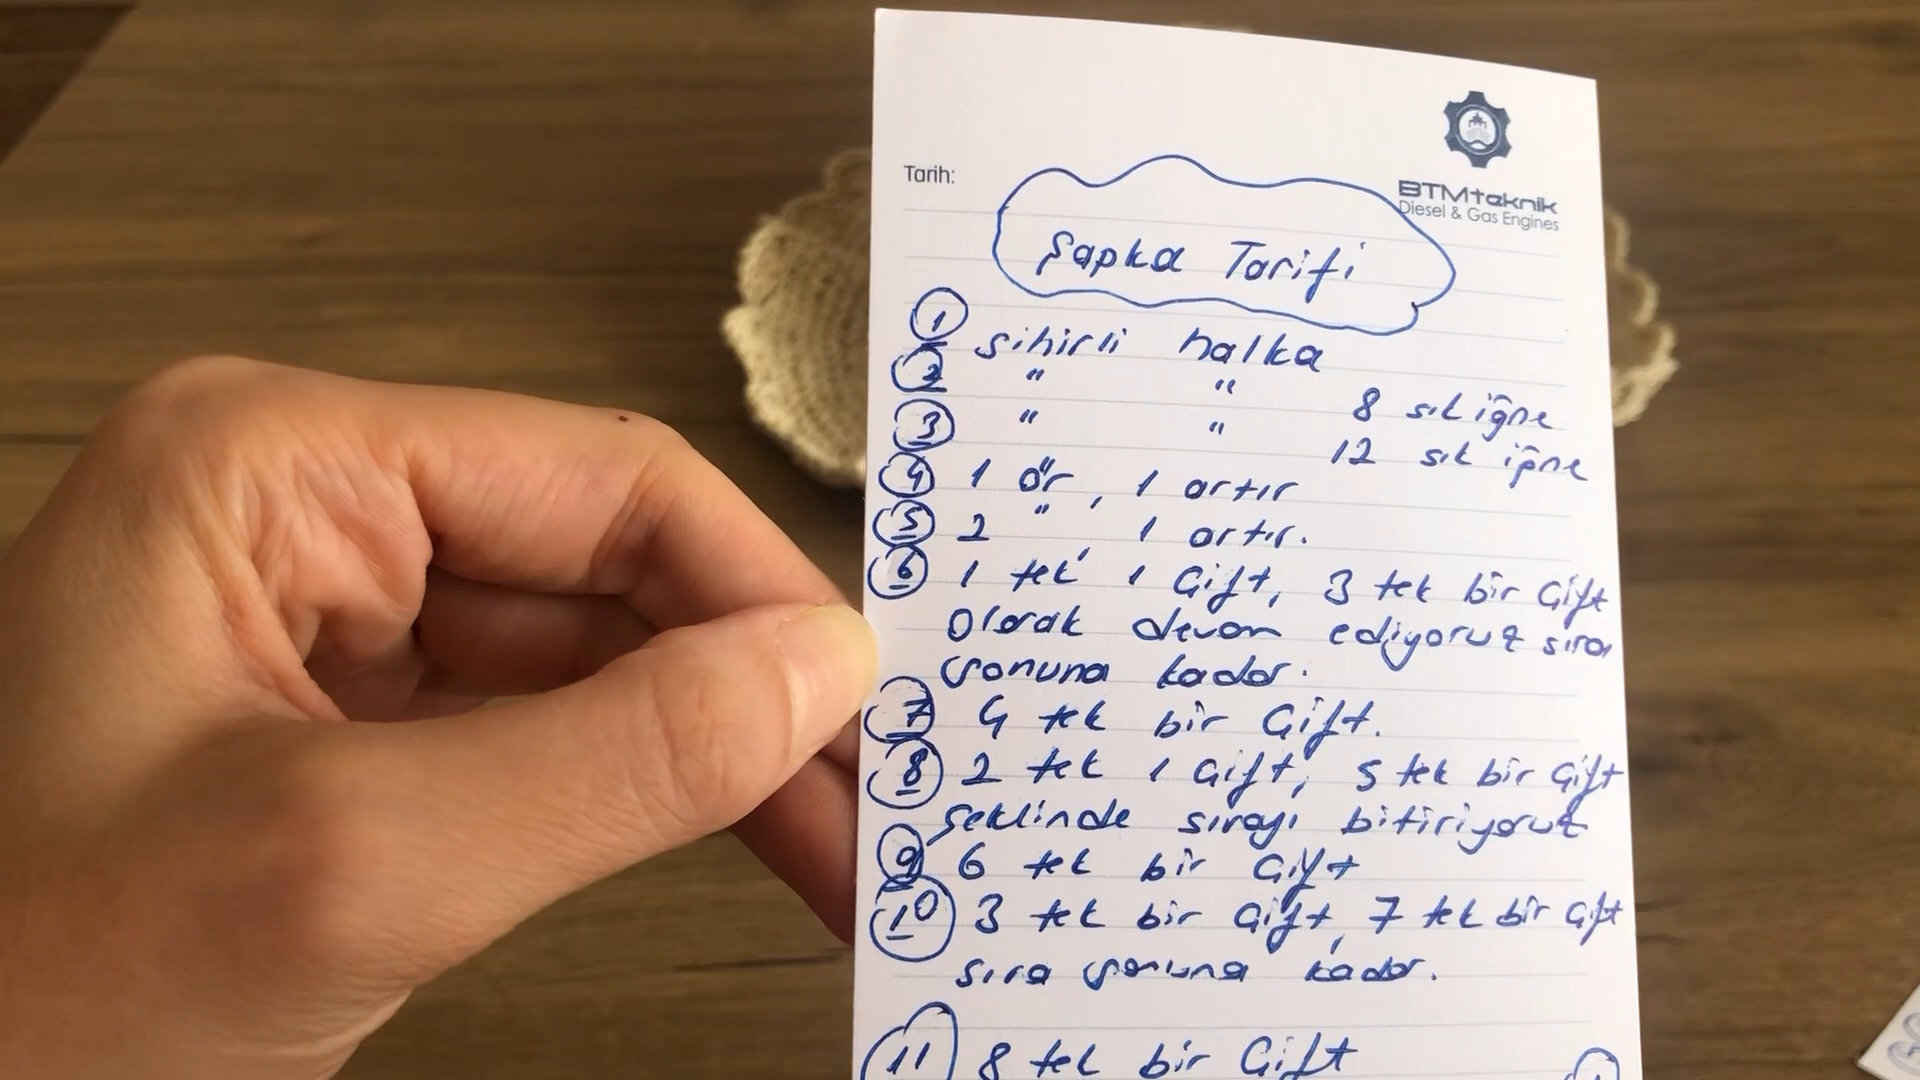 Tarih:
BTMteknik
Diesel & Gas Engines
Şapka Tarifi
1 sihirli halka
2 " " 8 sık iğne
3 " " 12 sık iğne
4 1 ör, 1 artır
5 2 ", 1 artır.
6 1 tek 1 Çift, 3 tek bir Çift
olarak devam ediyoruz sıra
sonuna kadar.
7 4 tek bir Çift.
8 2 tek 1 Çift, 5 tek bir Çift
şeklinde sırayı bitiriyoruz
9 6 tek bir Çift
10 3 tek bir Çift, 7 tek bir Çift
sıra sonuna kadar.
11 8 tek bir Çift